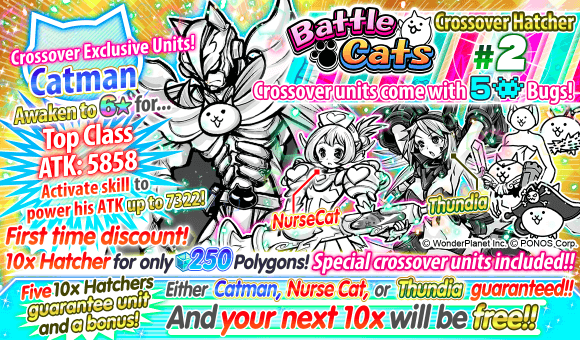 Crossover Exclusive Units!
Catman
Awaken to 6☆ for...
Top Class
ATK: 5858
Activate skill to
power his ATK up to 7322!
Battle
Cats
Crossover Hatcher
#2
Crossover units come with 5 Bugs!
NurseCat
Thundia
© WonderPlanet Inc. © PONOS Corp.
First time discount!
10x Hatcher for only 250 Polygons! Special crossover units included!!
Five 10x Hatchers
guarantee unit
and a bonus!
Either Catman, Nurse Cat, or Thundia guaranteed!!
And your next 10x will be free!!